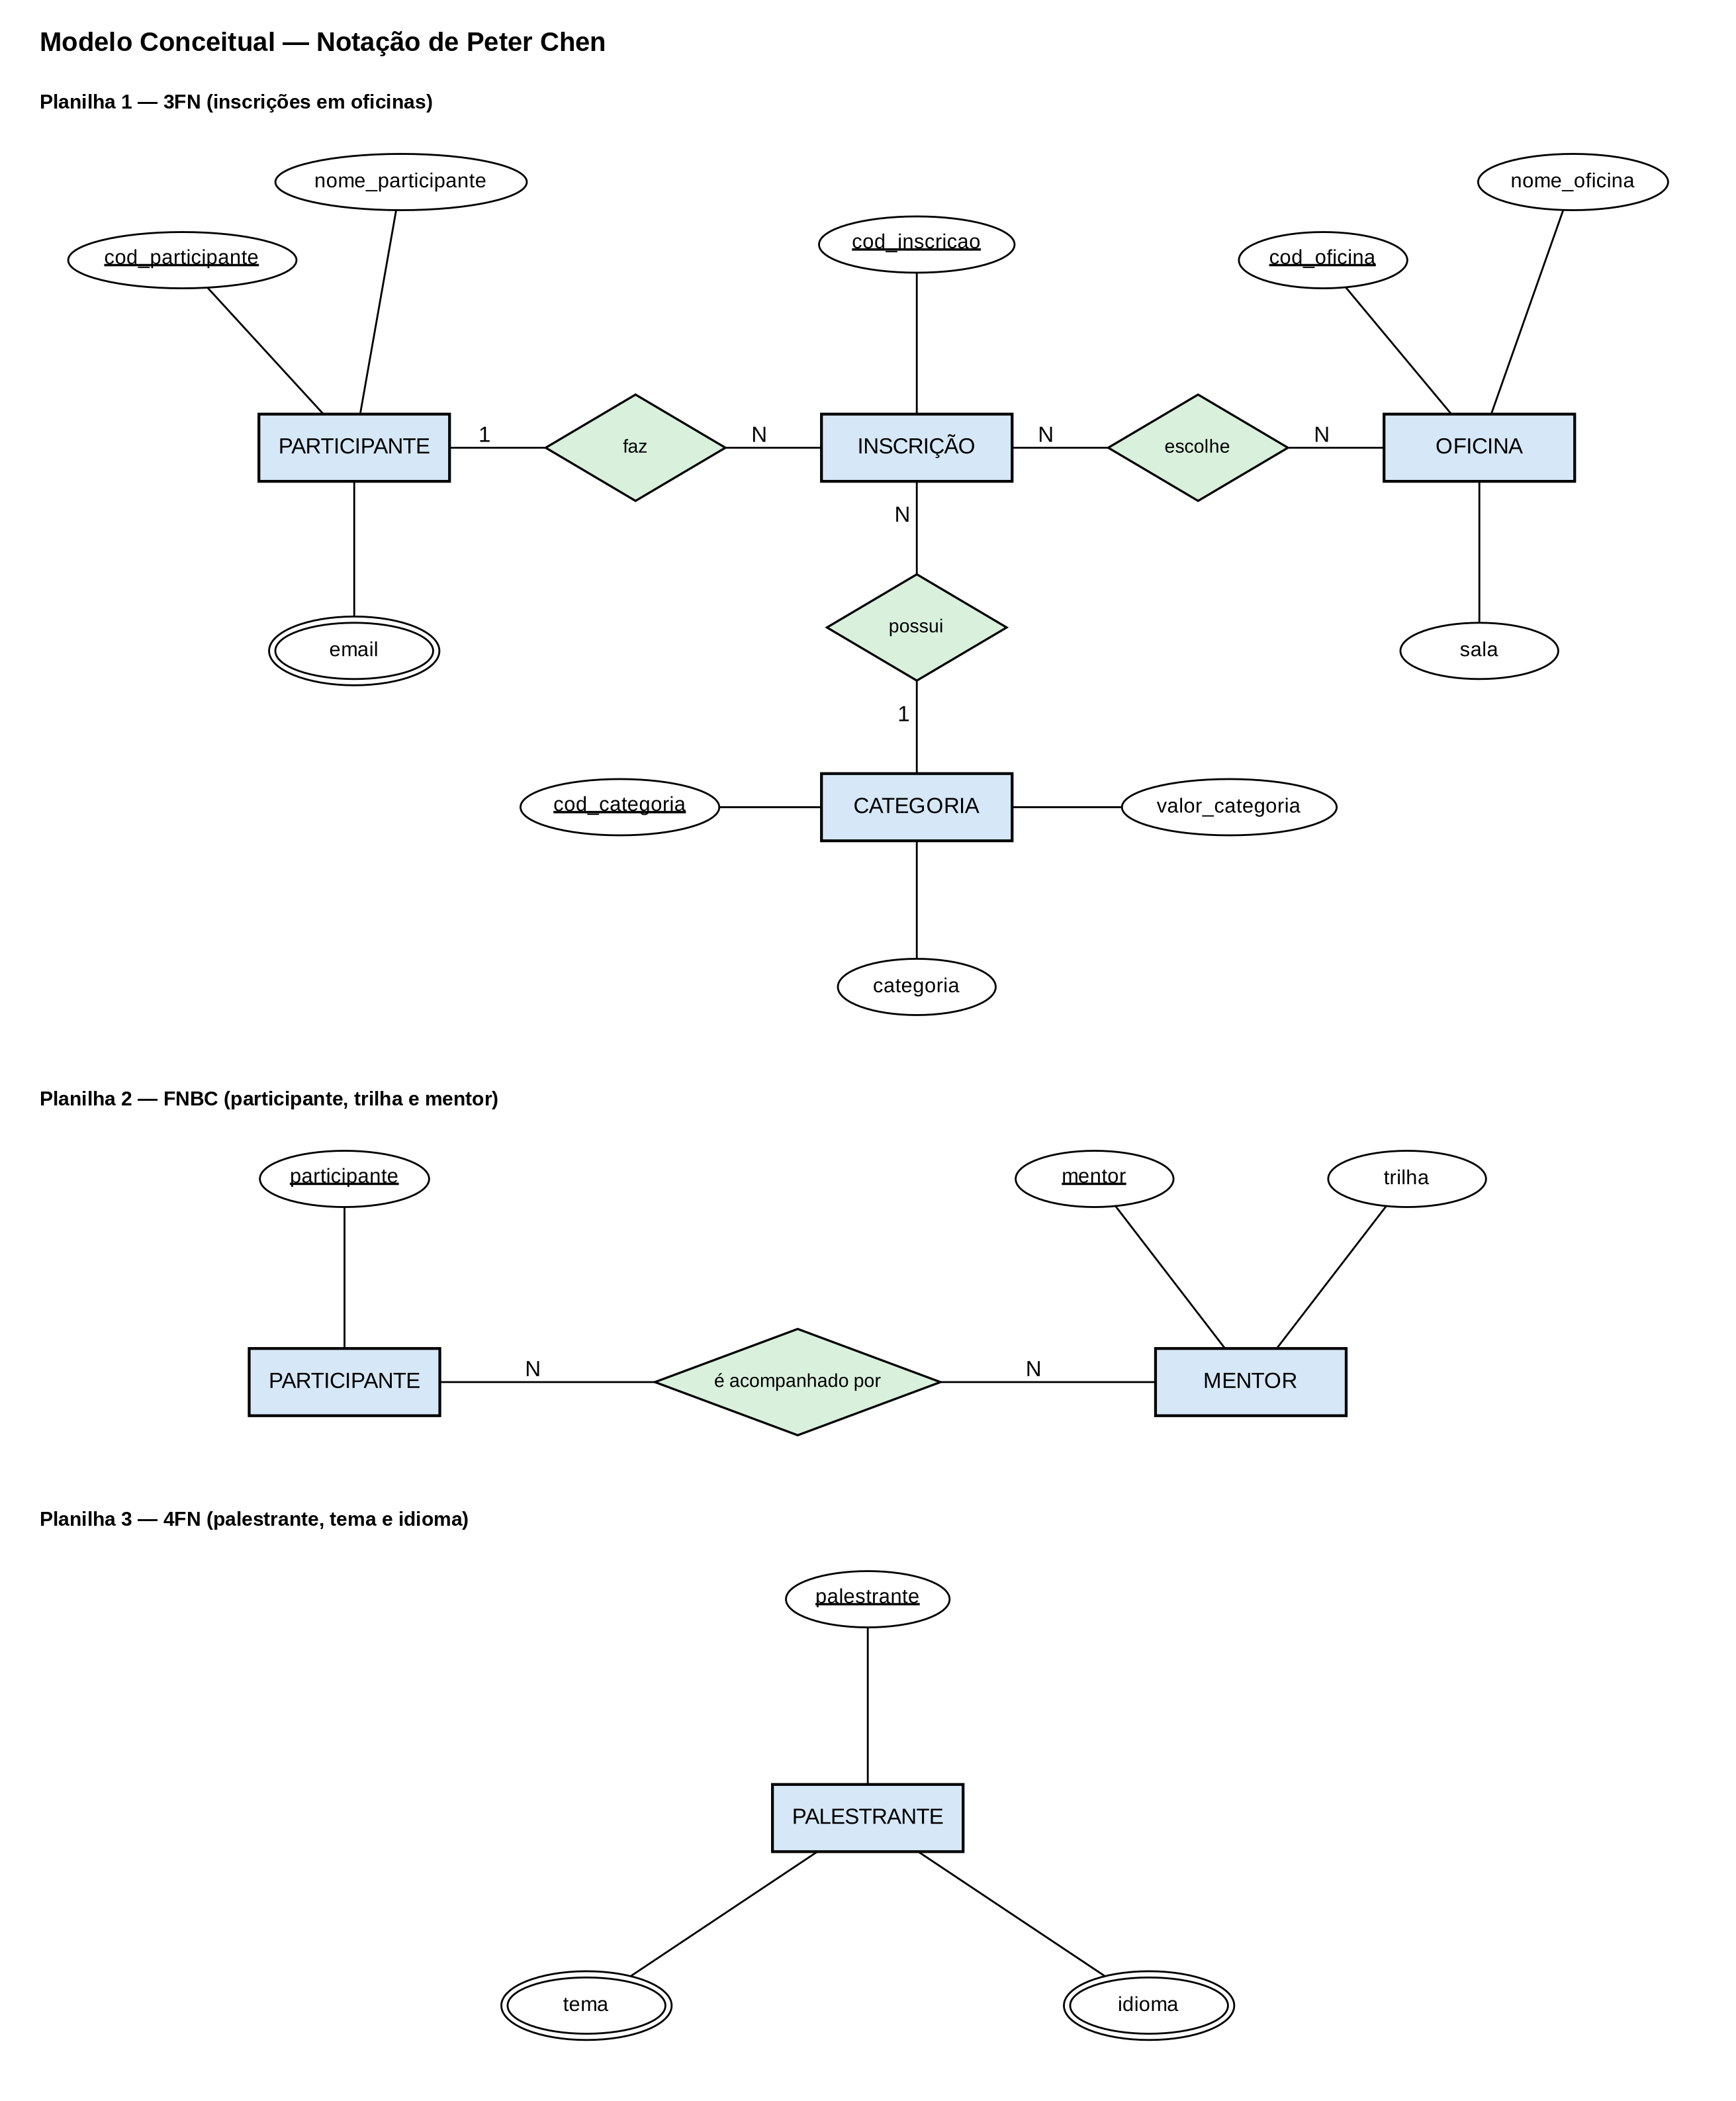 Modelo Conceitual — Notação de Peter Chen
Planilha 1 — 3FN (inscrições em oficinas)
nome_participante
nome_oficina
cod_participante
cod_inscricao
cod_oficina
PARTICIPANTE
1
faz
N
INSCRIÇÃO
N
escolhe
N
OFICINA
N
possui
email
sala
1
cod_categoria
CATEGORIA
valor_categoria
categoria
Planilha 2 — FNBC (participante, trilha e mentor)
participante
mentor
trilha
PARTICIPANTE
N
é acompanhado por
N
MENTOR
Planilha 3 — 4FN (palestrante, tema e idioma)
palestrante
PALESTRANTE
tema
idioma